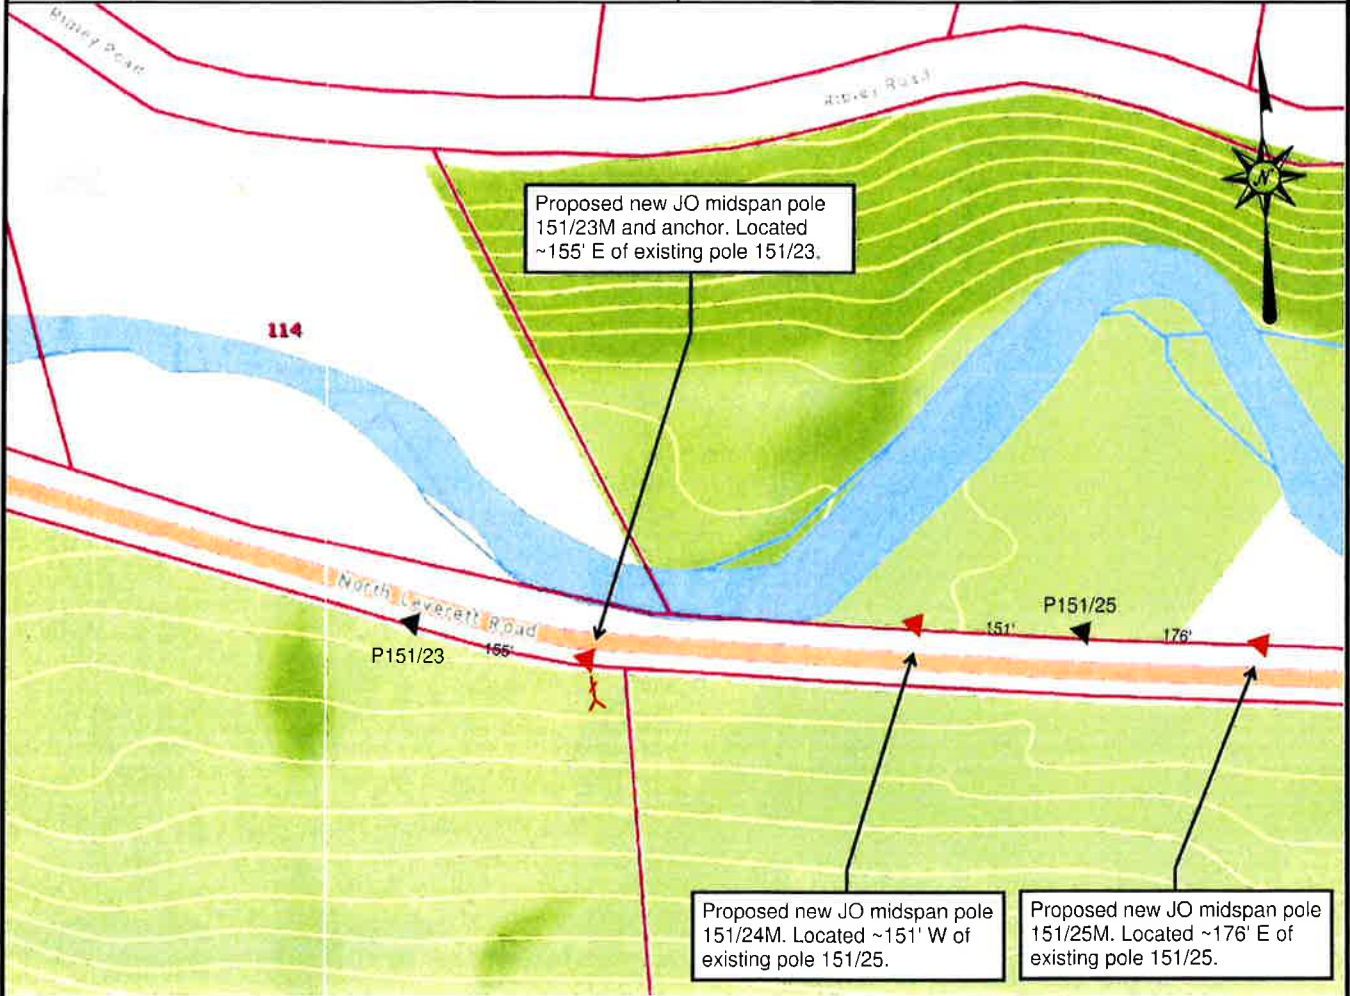 Ripley Road
Ripley Road
N
Proposed new JO midspan pole
151/23M and anchor. Located
~155' E of existing pole 151/23.
114
North Leverett Road
P151/23
155'
151'
P151/25
176'
Proposed new JO midspan pole
151/24M. Located ~151' W of
existing pole 151/25.
Proposed new JO midspan pole
151/25M. Located ~176' E of
existing pole 151/25.